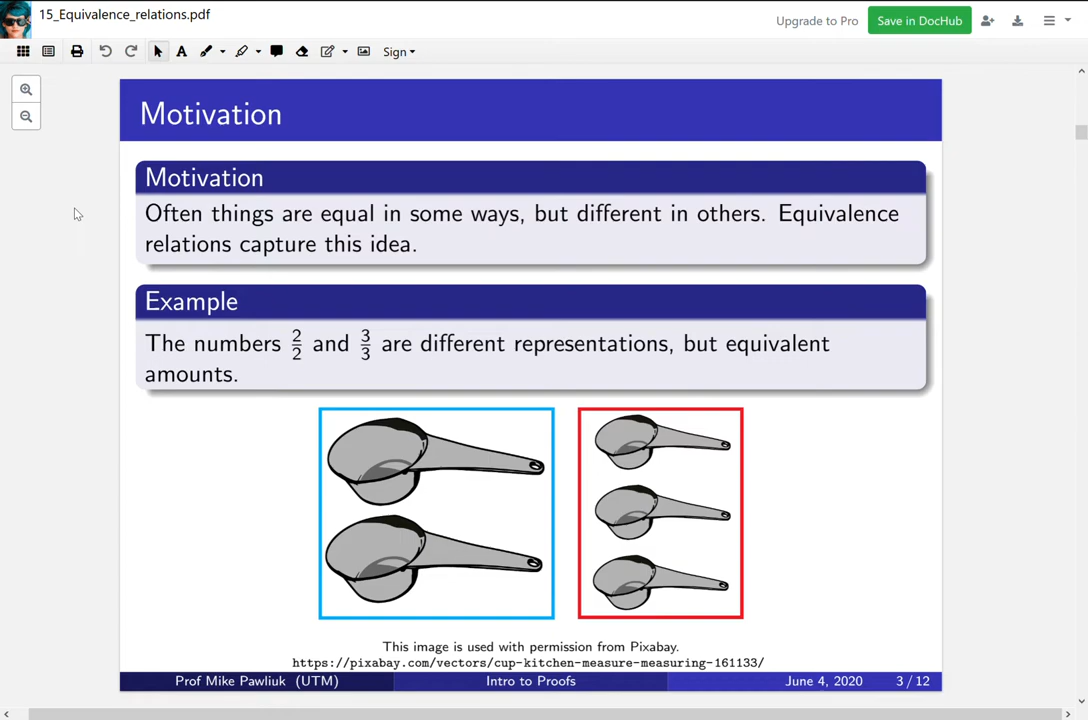 15_Equivalence_relations.pdf
Upgrade to Pro
Save in DocHub
A
Sign
Motivation
Motivation
Often things are equal in some ways, but different in others. Equivalence
relations capture this idea.
Example
The numbers 2/2 and 3/3 are different representations, but equivalent
amounts.
This image is used with permission from Pixabay.
https://pixabay.com/vectors/cup-kitchen-measure-measuring-161133/
Prof Mike Pawliuk (UTM) Intro to Proofs June 4, 2020 3 / 12